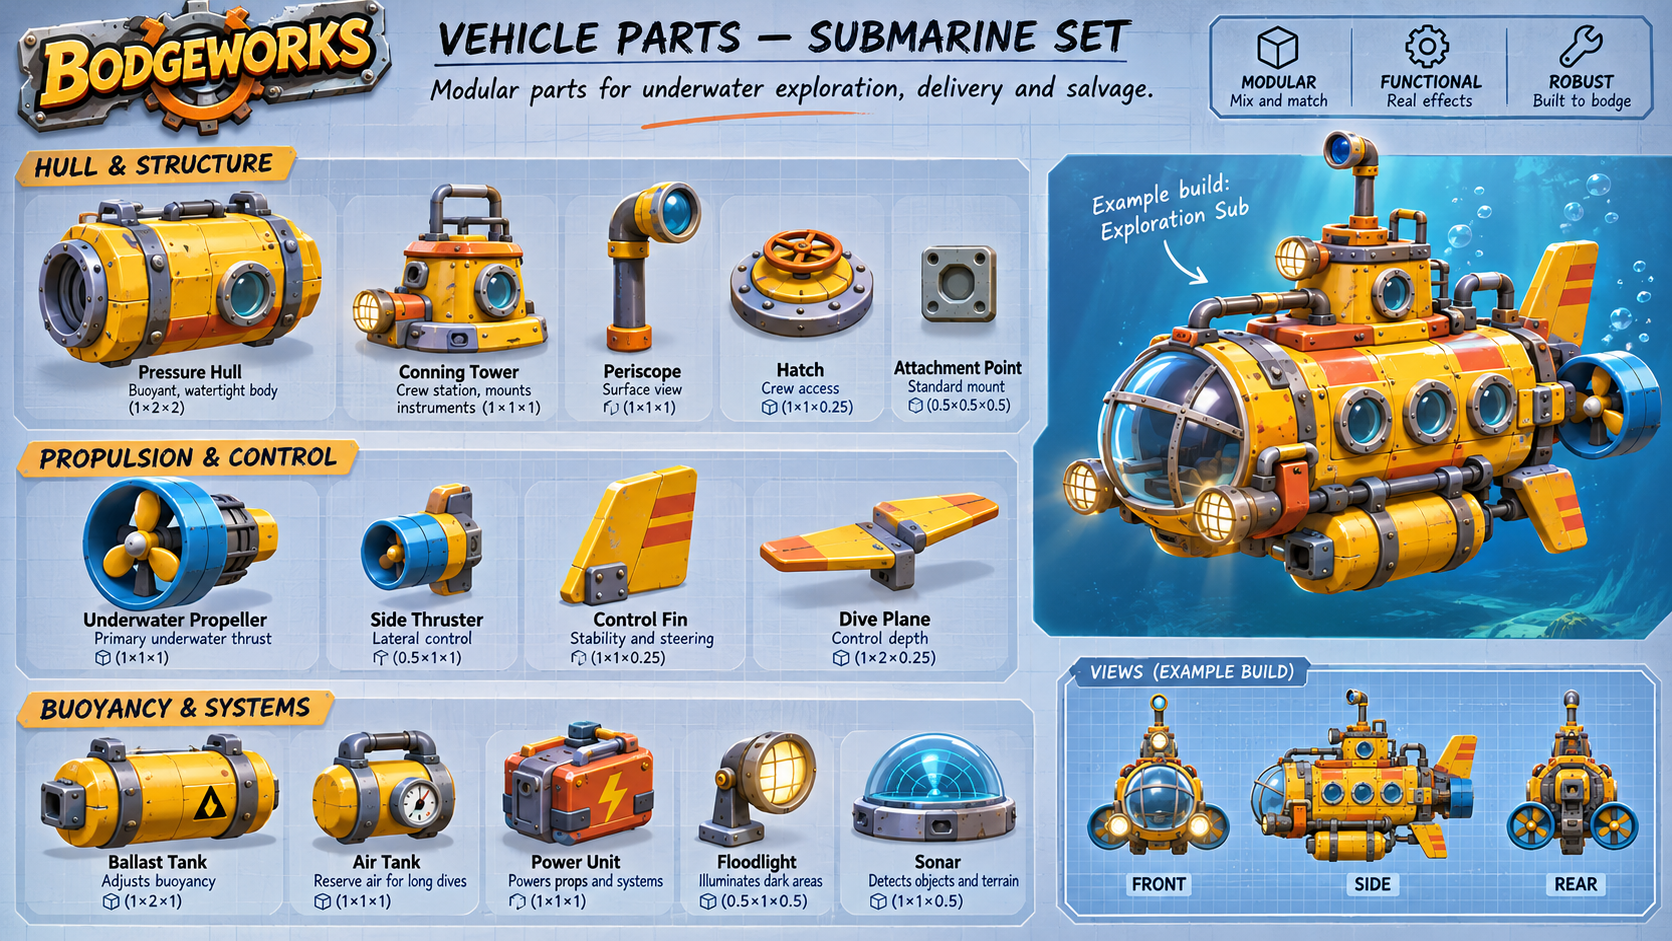 BODGEWORKS
VEHICLE PARTS — SUBMARINE SET
Modular parts for underwater exploration, delivery and salvage.
MODULAR
Mix and match
FUNCTIONAL
Real effects
ROBUST
Built to bodge
HULL & STRUCTURE
Pressure Hull
Buoyant, watertight body
(1×2×2)
Conning Tower
Crew station, mounts
instruments (1×1×1)
Periscope
Surface view
(1×1×1)
Hatch
Crew access
(1×1×0.25)
Attachment Point
Standard mount
(0.5×0.5×0.5)
Example build:
Exploration Sub
PROPULSION & CONTROL
Underwater Propeller
Primary underwater thrust
(1×1×1)
Side Thruster
Lateral control
(0.5×1×1)
Control Fin
Stability and steering
(1×1×0.25)
Dive Plane
Control depth
(1×2×0.25)
BUOYANCY & SYSTEMS
Ballast Tank
Adjusts buoyancy
(1×2×1)
Air Tank
Reserve air for long dives
(1×1×1)
Power Unit
Powers props and systems
(1×1×1)
Floodlight
Illuminates dark areas
(0.5×1×0.5)
Sonar
Detects objects and terrain
(1×1×0.5)
VIEWS (EXAMPLE BUILD)
FRONT
SIDE
REAR